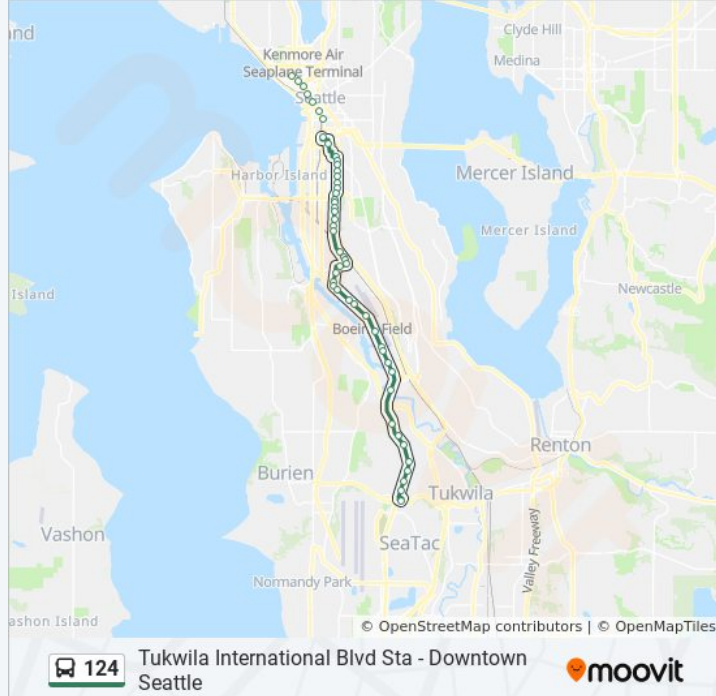 and
Clyde Hill
Kenmore Air
Seaplane Terminal
Medina
Seattle
Harbor Island
Mercer Island
Mercer Island
Island
Newcastle
Boeing Field
Renton
Burien
Tukwila
Vashon
SeaTac
Valley Freeway
Normandy Park
ashon Island
© OpenStreetMap contributors | © OpenMapTiles
124
Tukwila International Blvd Sta - Downtown
Seattle
moovit